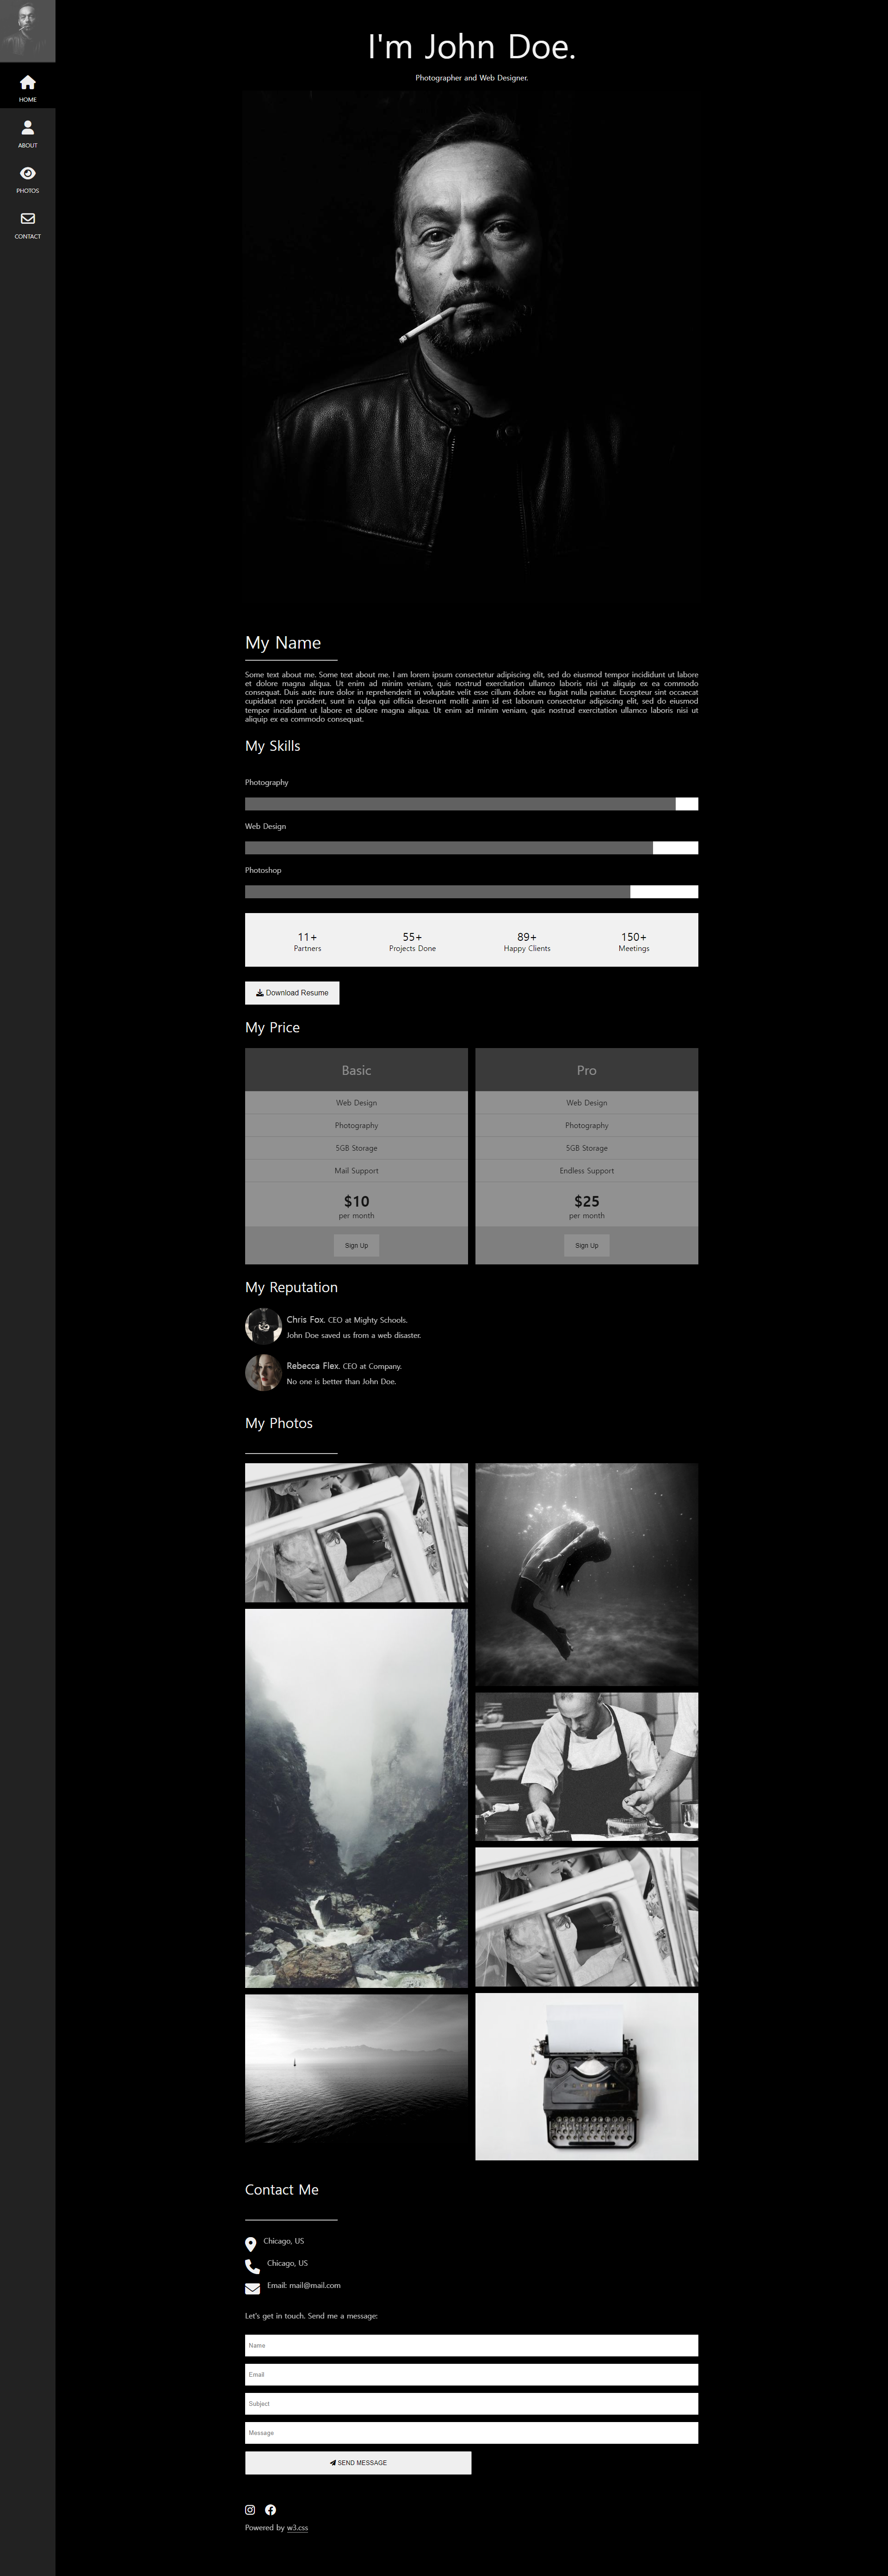 I'm John Doe.
Photographer and Web Designer.
HOME
ABOUT
PHOTOS
CONTACT
My Name
Some text about me. Some text about me. I am lorem ipsum consectetur adipiscing elit, sed do eiusmod tempor incididunt ut labore
et dolore magna aliqua. Ut enim ad minim veniam, quis nostrud exercitation ullamco laboris nisi ut aliquip ex ea commodo
consequat. Duis aute irure dolor in reprehenderit in voluptate velit esse cillum dolore eu fugiat nulla pariatur. Excepteur sint occaecat
cupidatat non proident, sunt in culpa qui officia deserunt mollit anim id est laborum consectetur adipiscing elit, sed do eiusmod
tempor incididunt ut labore et dolore magna aliqua. Ut enim ad minim veniam, quis nostrud exercitation ullamco laboris nisi ut
aliquip ex ea commodo consequat.
My Skills
Photography
Web Design
Photoshop
11+ 55+ 89+ 150+
Partners Projects Done Happy Clients Meetings
Download Resume
My Price
Basic
Web Design
Photography
5GB Storage
Mail Support
$10
per month
Sign Up
Pro
Web Design
Photography
5GB Storage
Endless Support
$25
per month
Sign Up
My Reputation
Chris Fox. CEO at Mighty Schools.
John Doe saved us from a web disaster.
Rebecca Flex. CEO at Company.
No one is better than John Doe.
My Photos
Contact Me
Chicago, US
Chicago, US
Email: mail@mail.com
Let's get in touch. Send me a message:
Name
Email
Subject
Message
SEND MESSAGE
Powered by w3.css